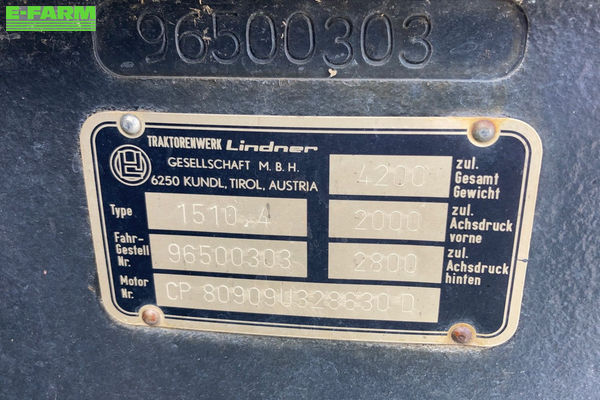 E-FARM
96500303
TRAKTORENWERK Lindner
GESELLSCHAFT M.B.H.
6250 KUNDL, TIROL, AUSTRIA
4200
zul.
Gesamt
Gewicht
Type
1510.4
2000
zul.
Achsdruck
vorne
Fahr-
Gestell
Nr.
96500303
2800
zul.
Achsdruck
hinten
Motor
Nr.
CP 80909U328630 D